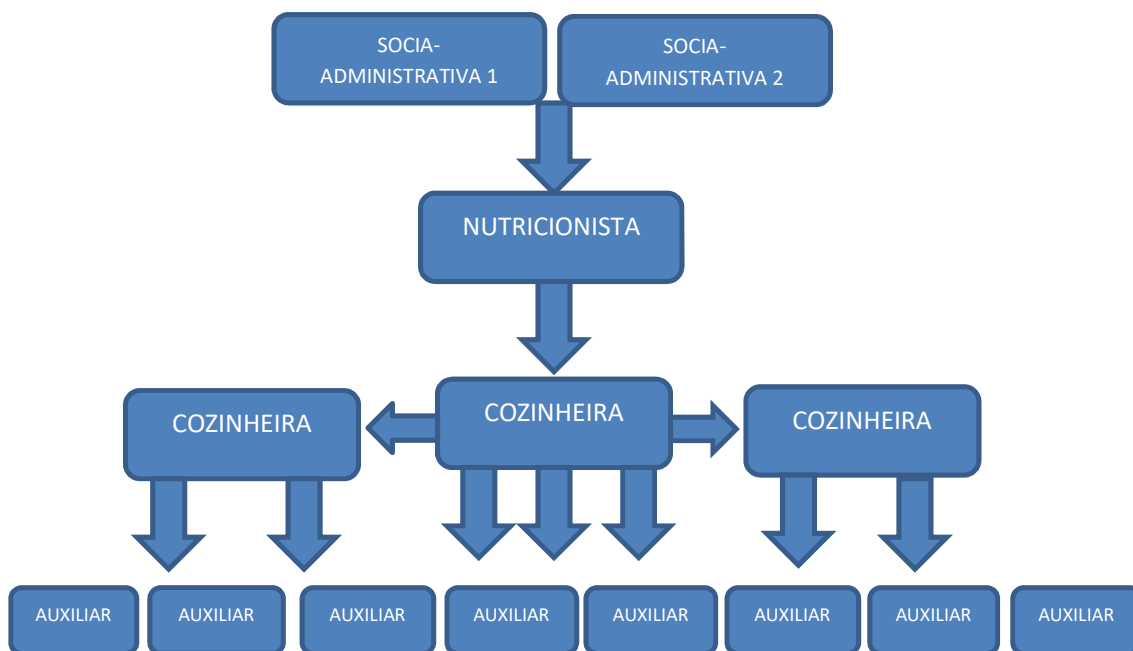 SOCIA-
ADMINISTRATIVA 1
SOCIA-
ADMINISTRATIVA 2
NUTRICIONISTA
COZINHEIRA
COZINHEIRA
COZINHEIRA
AUXILIAR
AUXILIAR
AUXILIAR
AUXILIAR
AUXILIAR
AUXILIAR
AUXILIAR
AUXILIAR